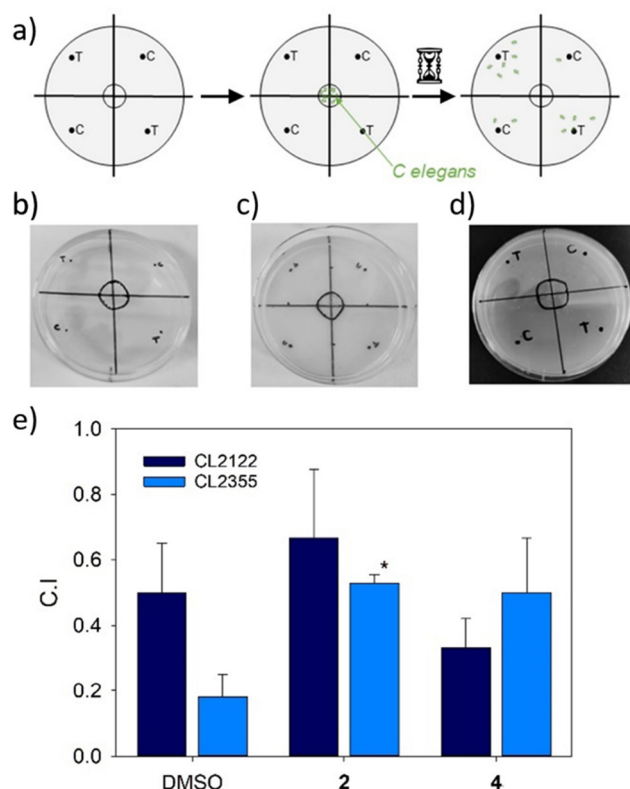 a)
T C T C T C
C T C T C T
C elegans
b) c) d)
T C
T C
C T
C T
e)
1.0
CL2122
CL2355
0.8
*
0.6
C.I
0.4
0.2
0.0
DMSO 2 4